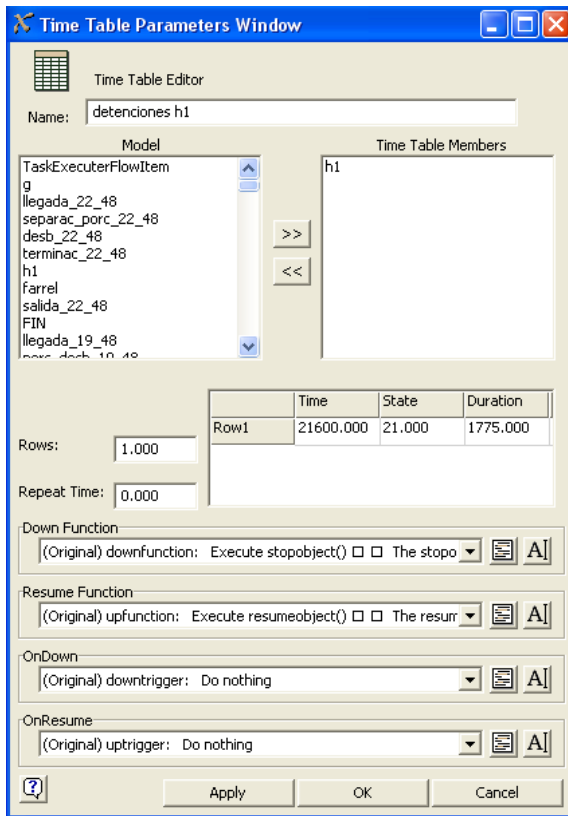 Time Table Parameters Window
Time Table Editor
Name: detenciones h1
Model Time Table Members
TaskExecuterFlowItem h1
g
llegada_22_48
separac_porc_22_48
desb_22_48
terminac_22_48
h1
farrel
salida_22_48
FIN
llegada_19_48
porc_desb_19_48
>>
<<
Time State Duration
Row1 21600.000 21.000 1775.000
Rows: 1.000
Repeat Time: 0.000
Down Function
(Original) downfunction: Execute stopobject() □ □ The stopo
Resume Function
(Original) upfunction: Execute resumeobject() □ □ The resum
OnDown
(Original) downtrigger: Do nothing
OnResume
(Original) uptrigger: Do nothing
Apply OK Cancel